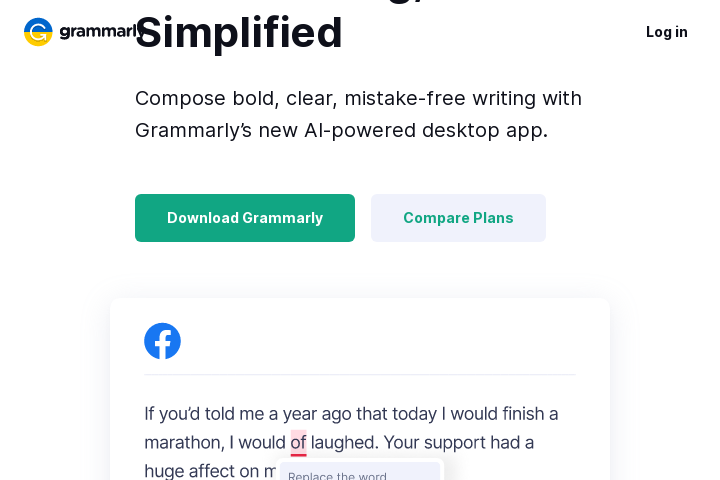 grammarly
Simplified
Log in
Compose bold, clear, mistake-free writing with
Grammarly's new AI-powered desktop app.
Download Grammarly
Compare Plans
If you'd told me a year ago that today I would finish a
marathon, I would of laughed. Your support had a
huge affect on
Replace the word